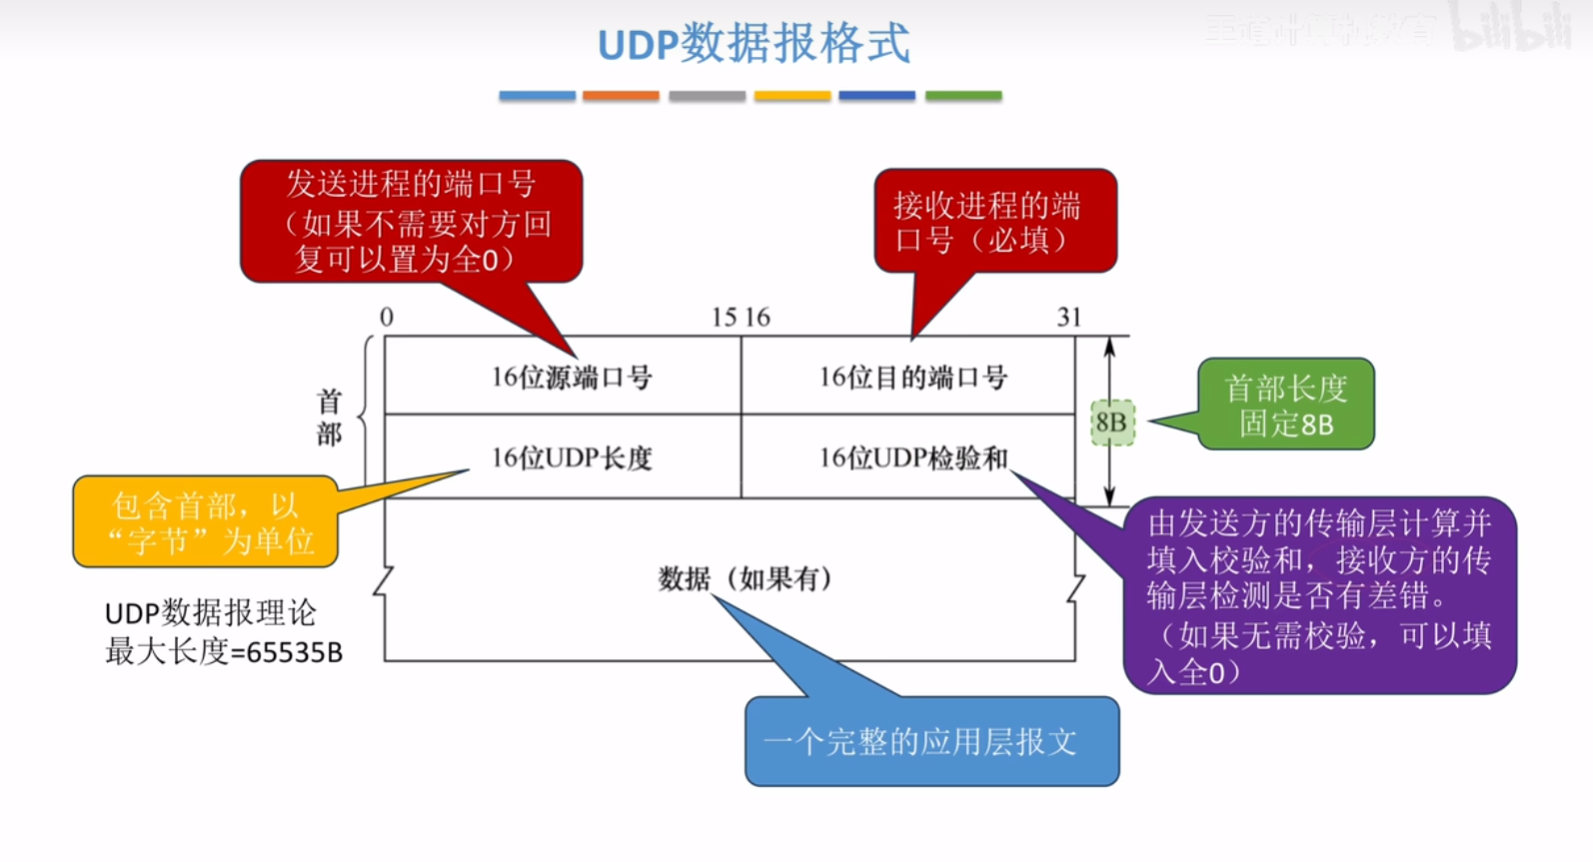 UDP数据报格式
bilibili
发送进程的端口号
（如果不需要对方回
复可以置为全0）
接收进程的端
口号（必填）
0
15 16
31
首
部
16位源端口号
16位目的端口号
8B
首部长度
固定8B
16位UDP长度
16位UDP检验和
包含首部，以
“字节”为单位
UDP数据报理论
最大长度=65535B
数据（如果有）
由发送方的传输层计算并
填入校验和，接收方的传
输层检测是否有差错。
（如果无需校验，可以填
入全0）
一个完整的应用层报文